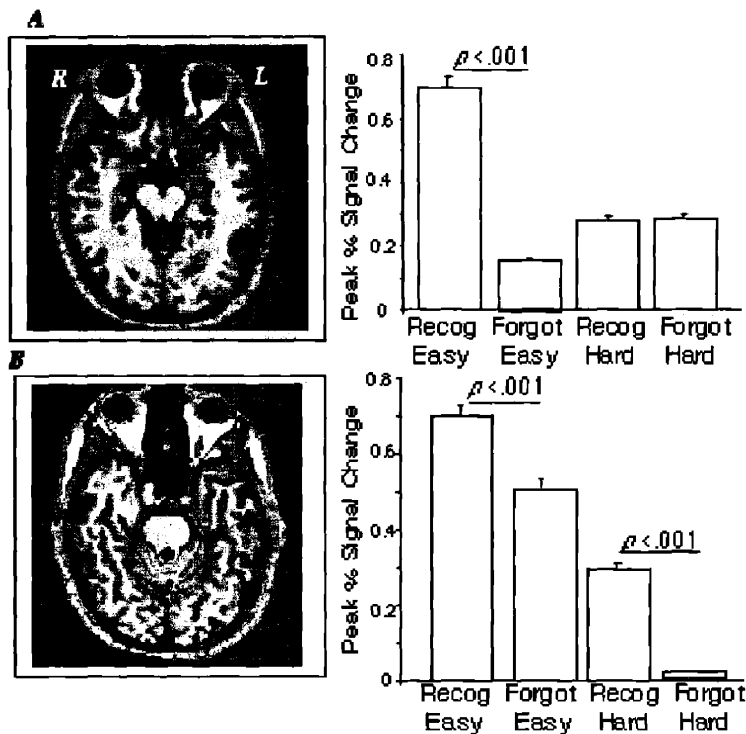 A
R L
Peak % Signal Change
0.8
0.6
0.4
0.2
0
p<.001
Recog Forgot Recog Forgot
Easy Easy Hard Hard
B
Peak % Signal Change
0.8
0.6
0.4
0.2
0
p<.001
p<.001
Recog Forgot Recog Forgot
Easy Easy Hard Hard